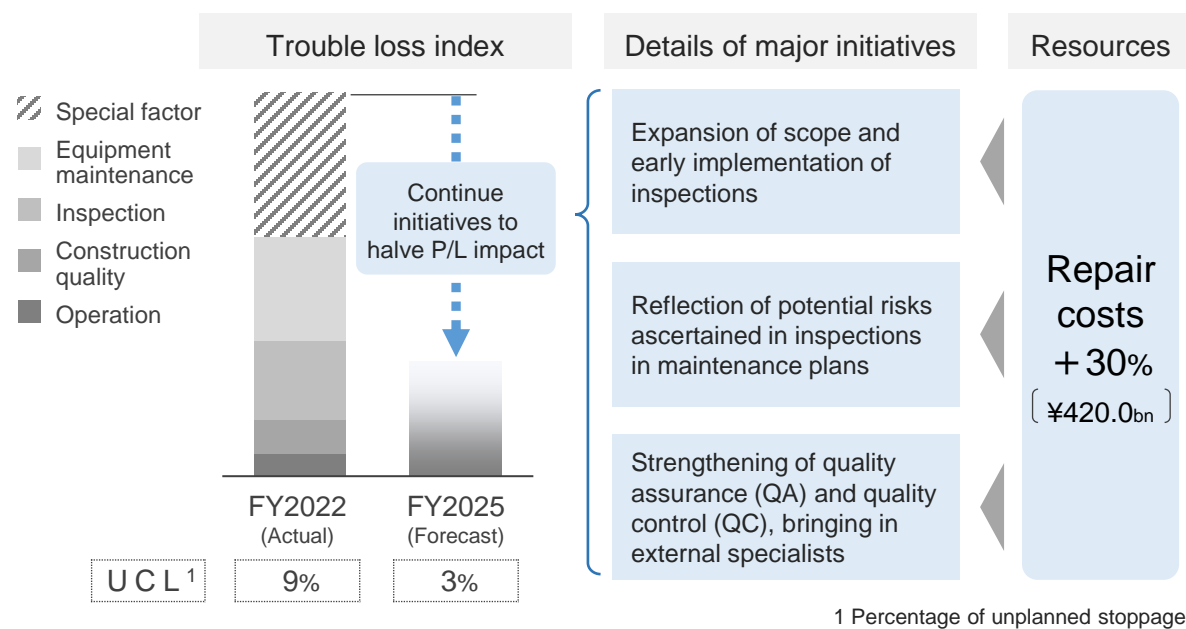 Trouble loss index
Details of major initiatives
Resources
Special factor
Equipment
maintenance
Inspection
Construction
quality
Operation
Continue
initiatives to
halve P/L impact
FY2022
(Actual)
FY2025
(Forecast)
UCL1
9%
3%
Expansion of scope and
early implementation of
inspections
Reflection of potential risks
ascertained in inspections
in maintenance plans
Strengthening of quality
assurance (QA) and quality
control (QC), bringing in
external specialists
Repair
costs
＋30%
[ ¥420.0bn ]
1 Percentage of unplanned stoppage